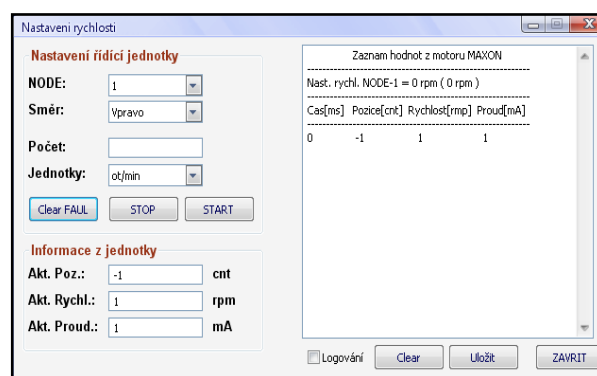 Nastaveni rychlosti
Nastavení řídící jednotky
NODE: 1
Směr: Vpravo
Počet:
Jednotky: ot/min
Clear FAUL STOP START
Informace z jednotky
Akt. Poz.: -1 cnt
Akt. Rychl.: 1 rpm
Akt. Proud.: 1 mA
Zaznam hodnot z motoru MAXON
--------------------------------------------------------
Nast. rychl. NODE-1 = 0 rpm ( 0 rpm )
--------------------------------------------------------
Cas[ms] Pozice[cnt] Rychlost[rmp] Proud[mA]
--------------------------------------------------------
0 -1 1 1
Logování Clear Uložit ZAVRIT